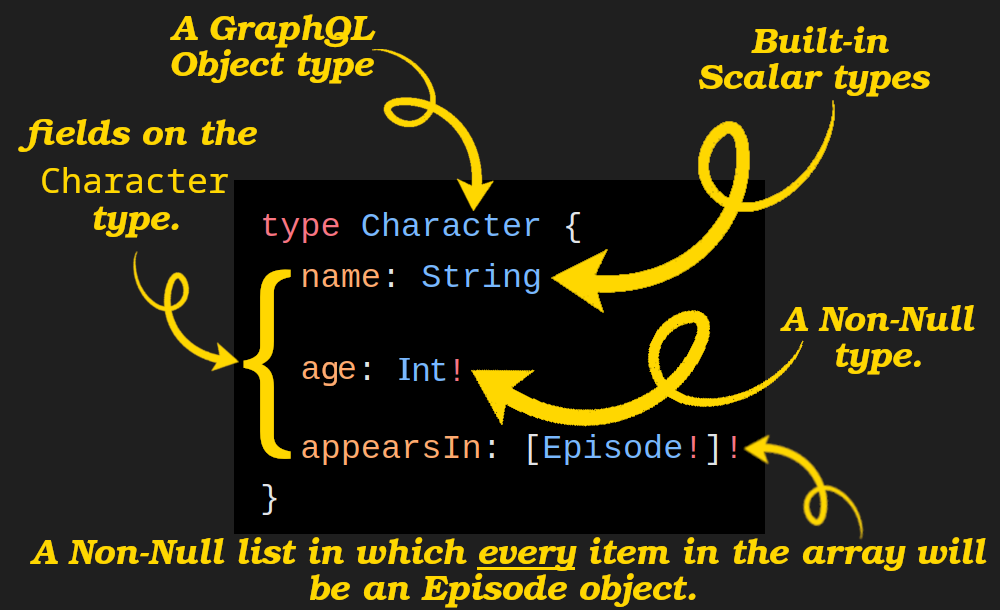 A GraphQL
Object type
Built-in
Scalar types
fields on the
Character
type.
type Character {
name: String
age: Int!
appearsIn: [Episode!]!
}
A Non-Null
type.
A Non-Null list in which every item in the array will
be an Episode object.